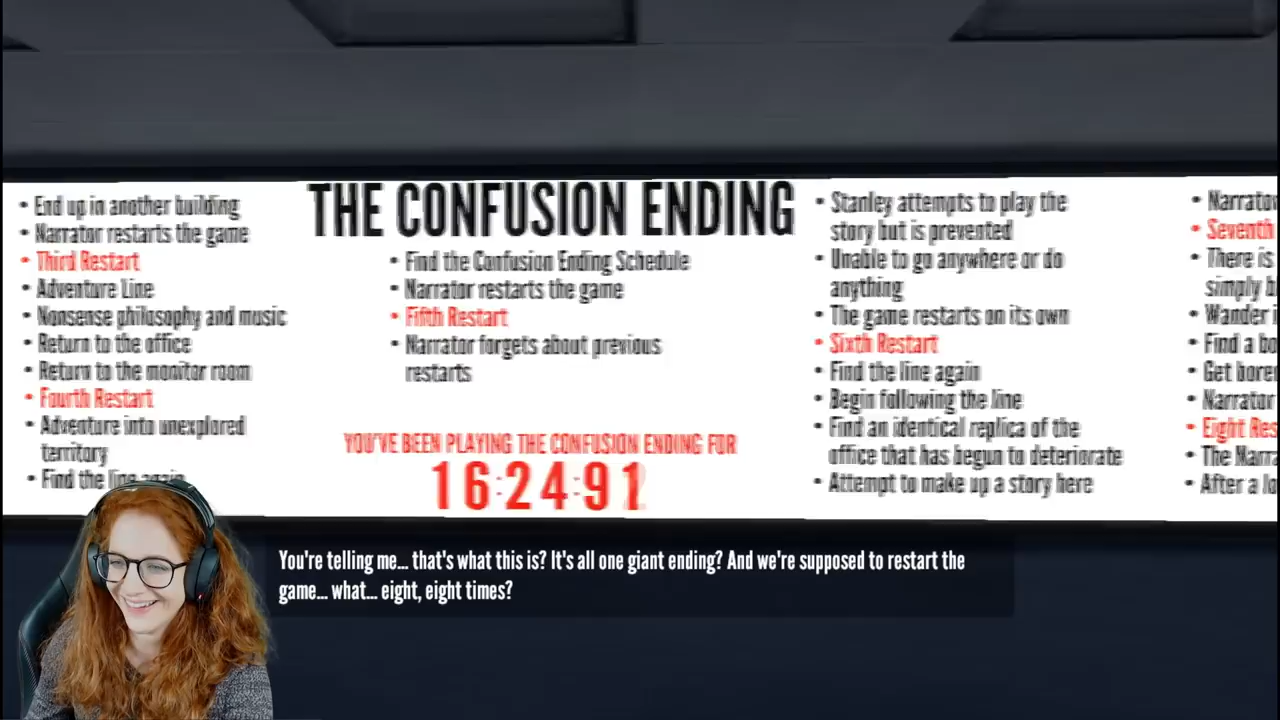 • End up in another building
• Narrator restarts the game
• Third Restart
• Adventure Line
• Nonsense philosophy and music
• Return to the office
• Return to the monitor room
• Fourth Restart
• Adventure into unexplored
territory
• Find the line again
THE CONFUSION ENDING
• Find the Confusion Ending Schedule
• Narrator restarts the game
• Fifth Restart
• Narrator forgets about previous
restarts
YOU'VE BEEN PLAYING THE CONFUSION ENDING FOR
16:24:91
• Stanley attempts to play the
story but is prevented
• Unable to go anywhere or do
anything
• The game restarts on its own
• Sixth Restart
• Find the line again
• Begin following the line
• Find an identical replica of the
office that has begun to deteriorate
• Attempt to make up a story here
• Narrator
• Seventh
• There is
simply b
• Wander i
• Find a bo
• Get bore
• Narrator
• Eight Res
• The Narra
• After a lo
You're telling me... that's what this is? It's all one giant ending? And we're supposed to restart the
game... what... eight, eight times?